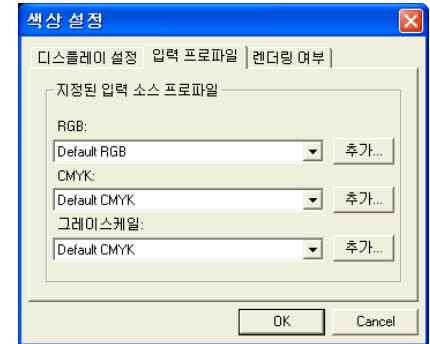 색상 설정
디스플레이 설정 입력 프로파일 렌더링 여부
지정된 입력 소스 프로파일
RGB:
Default RGB 추가...
CMYK:
Default CMYK 추가...
그레이스케일:
Default CMYK 추가...
OK Cancel